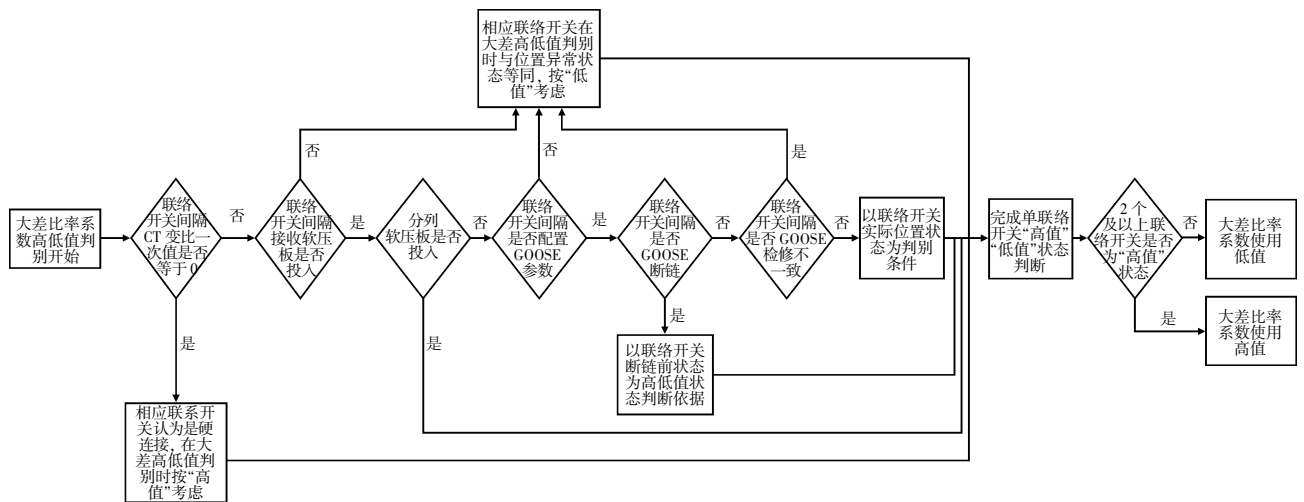 相应联络开关在
大差高低值判别
时与位置异常状
态等同，按“低
值”考虑
否
否
是
大差比率系
数高低值判
别开始
联络
开关间隔
CT 变比一
次值是否
等于 0
否
联络
开关间隔
接收软压
板是否
投入
是
分列
软压板是否
投入
否
联络
开关间隔
是否配置
GOOSE
参数
是
联络
开关间隔
是否
GOOSE
断链
否
联络
开关间隔
是否 GOOSE
检修不
一致
否
以联络开关
实际位置状
态为判别
条件
完成单联络
开关“高值”
“低值”状态
判断
2 个
及以上联
络开关是否
为“高值”
状态
否
大差比率
系数使用
低值
是
大差比率
系数使用
高值
是
是
是
以联络开关
断链前状态
为高低值状
态判断依据
相应联系开
关认为是硬
连接，在大
差高低值判
别时按“高
值”考虑